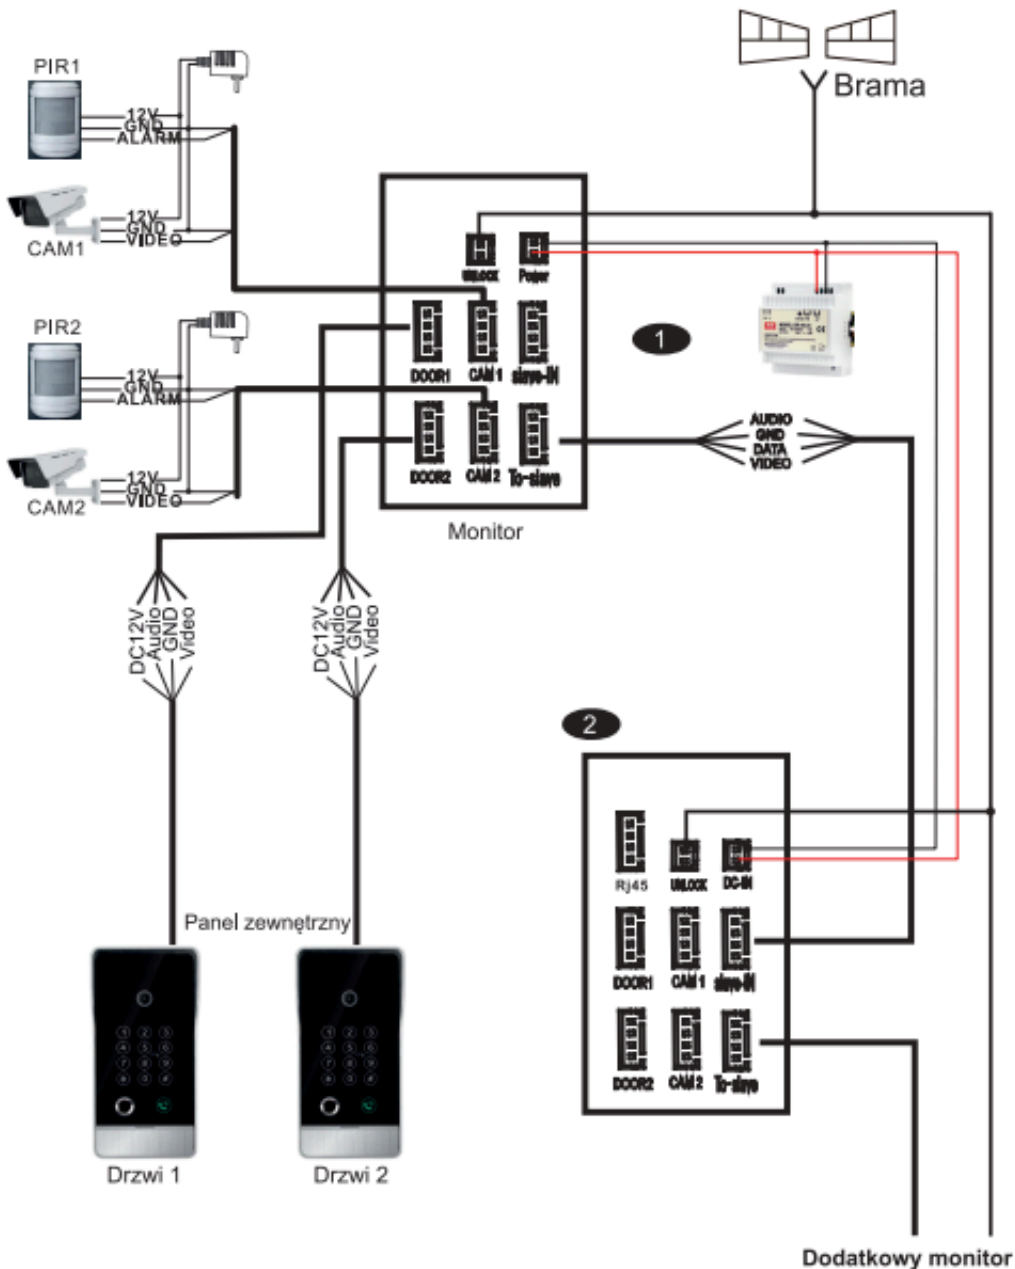 Brama
PIR1
12V
GND
ALARM
12V
GND
VIDEO
CAM1
UNLOCK
Power
1
DOOR1
CAM 1
slave-IN
PIR2
12V
GND
ALARM
12V
GND
VIDEO
CAM2
DOOR2
CAM 2
To-slave
AUDIO
GND
DATA
VIDEO
Monitor
DC12V
Audio
GND
Video
DC12V
Audio
GND
Video
2
Rj45
UNLOCK
DC-IN
DOOR1
CAM 1
slave-IN
DOOR2
CAM 2
To-slave
Panel zewnętrzny
Drzwi 1
Drzwi 2
Dodatkowy monitor